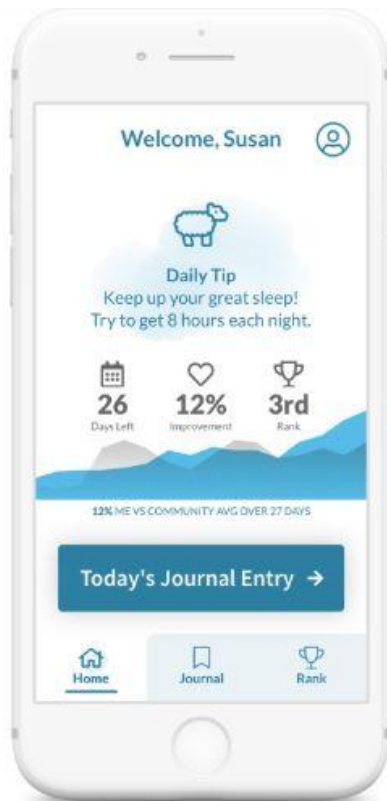 Welcome, Susan
Daily Tip
Keep up your great sleep!
Try to get 8 hours each night.
26 12% 3rd
Days Left Improvement Rank
12% ME VS COMMUNITY AVG OVER 27 DAYS
Today's Journal Entry →
Home Journal Rank